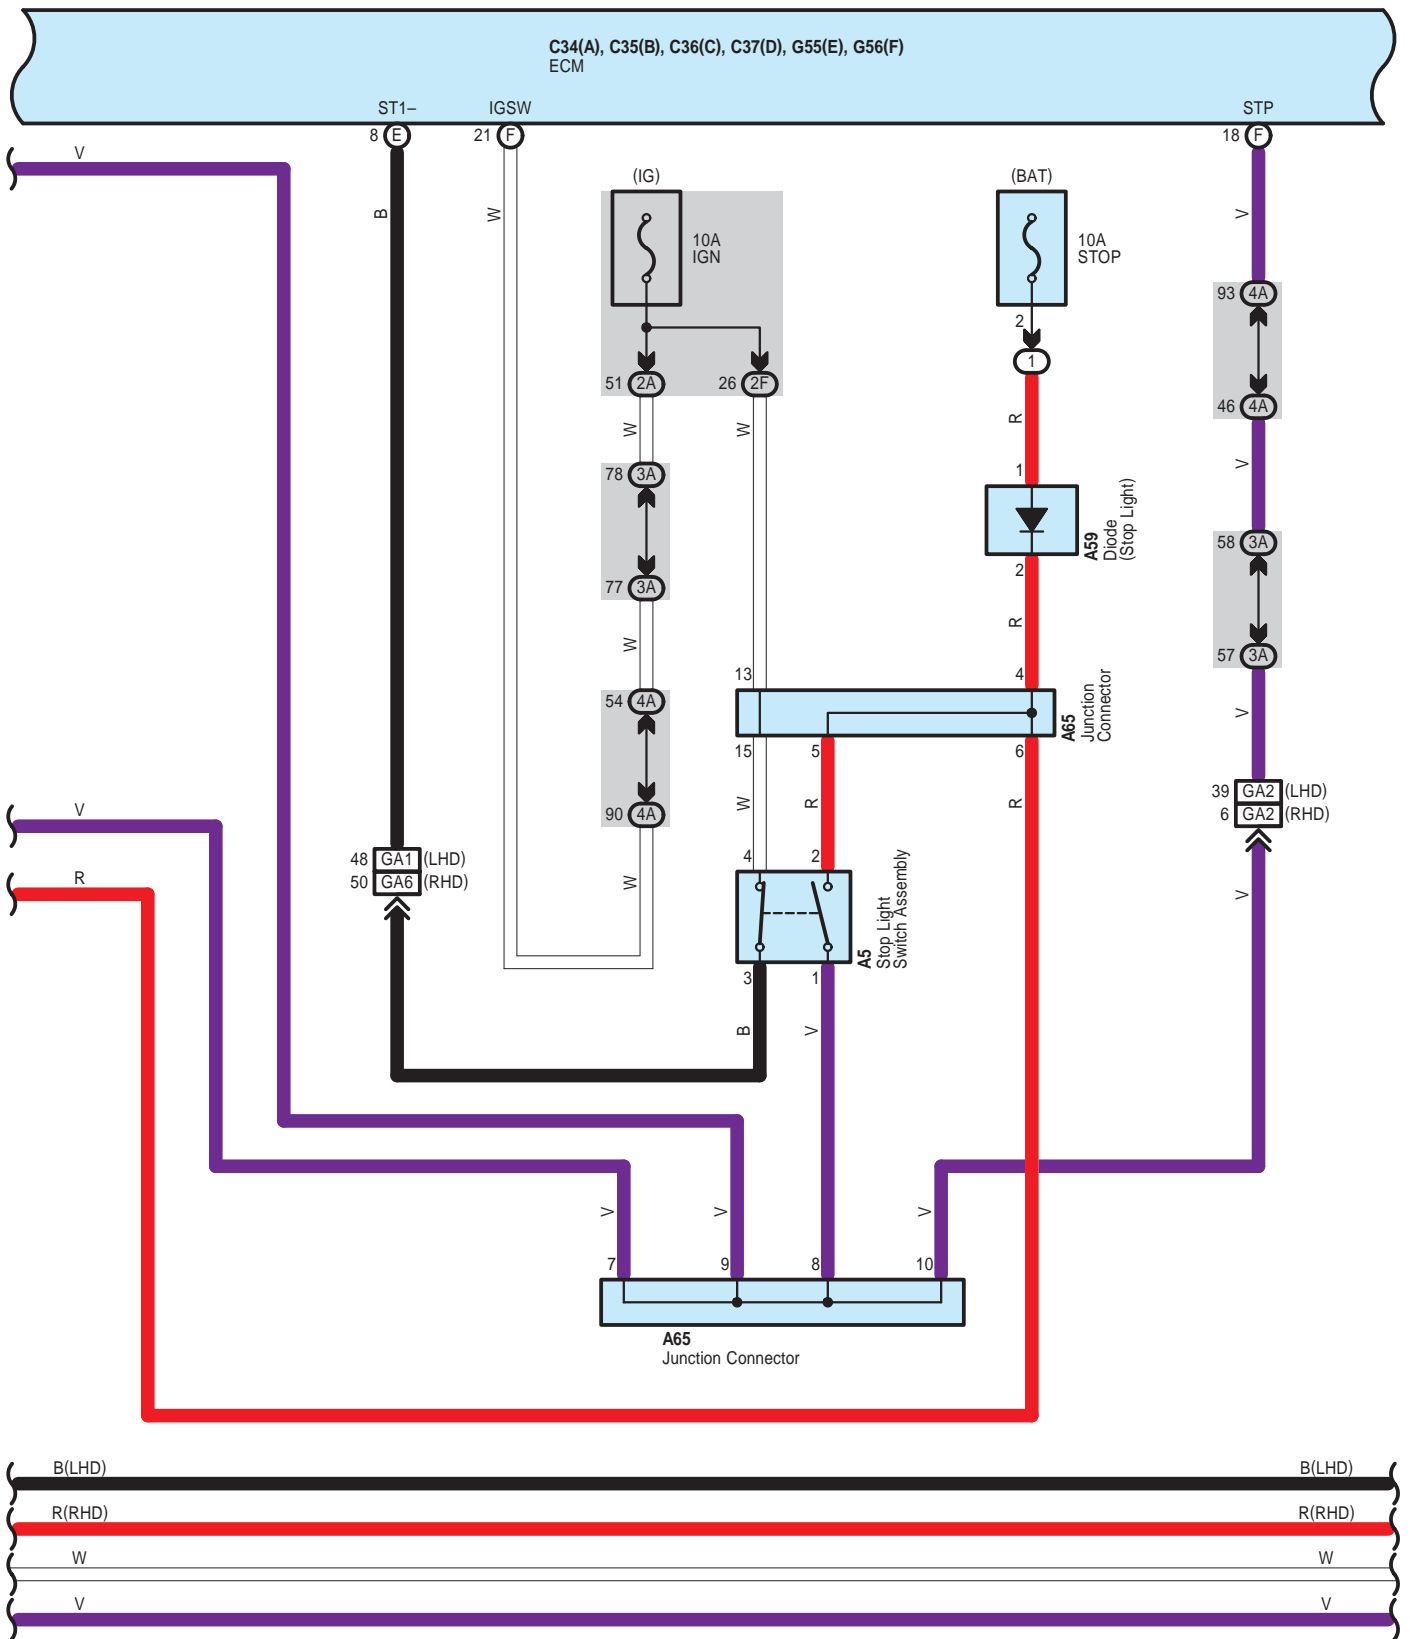 C34(A), C35(B), C36(C), C37(D), G55(E), G56(F)
ECM
ST1–
IGSW
STP
8 E
21 F
18 F
V
B
W
(IG)
10A
IGN
(BAT)
10A
STOP
V
2
1
93 4A
46 4A
51 2A
26 2F
W
W
R
V
78 3A
77 3A
1
A59
Diode
(Stop Light)
2
58 3A
57 3A
W
R
13
4
54 4A
90 4A
A65
Junction
Connector
V
15
5
6
W
R
R
39 GA2 (LHD)
6 GA2 (RHD)
V
48 GA1 (LHD)
50 GA6 (RHD)
R
W
4
2
A5
Stop Light
Switch Assembly
3
1
V
B
V
V
V
V
7
9
8
10
A65
Junction Connector
B(LHD)
B(LHD)
R(RHD)
R(RHD)
W
W
V
V